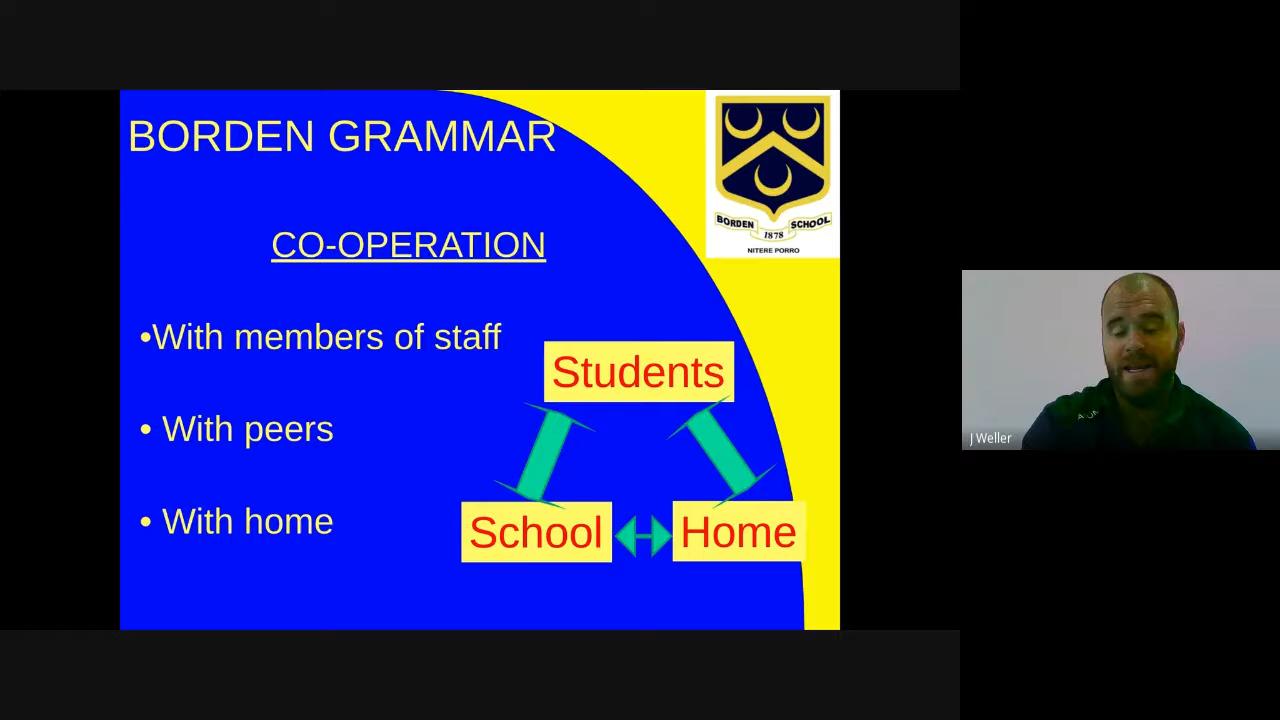 BORDEN GRAMMAR
BORDEN SCHOOL
1878
NITERE PORRO
CO-OPERATION
•With members of staff
• With peers
• With home
Students
School
Home
J Weller